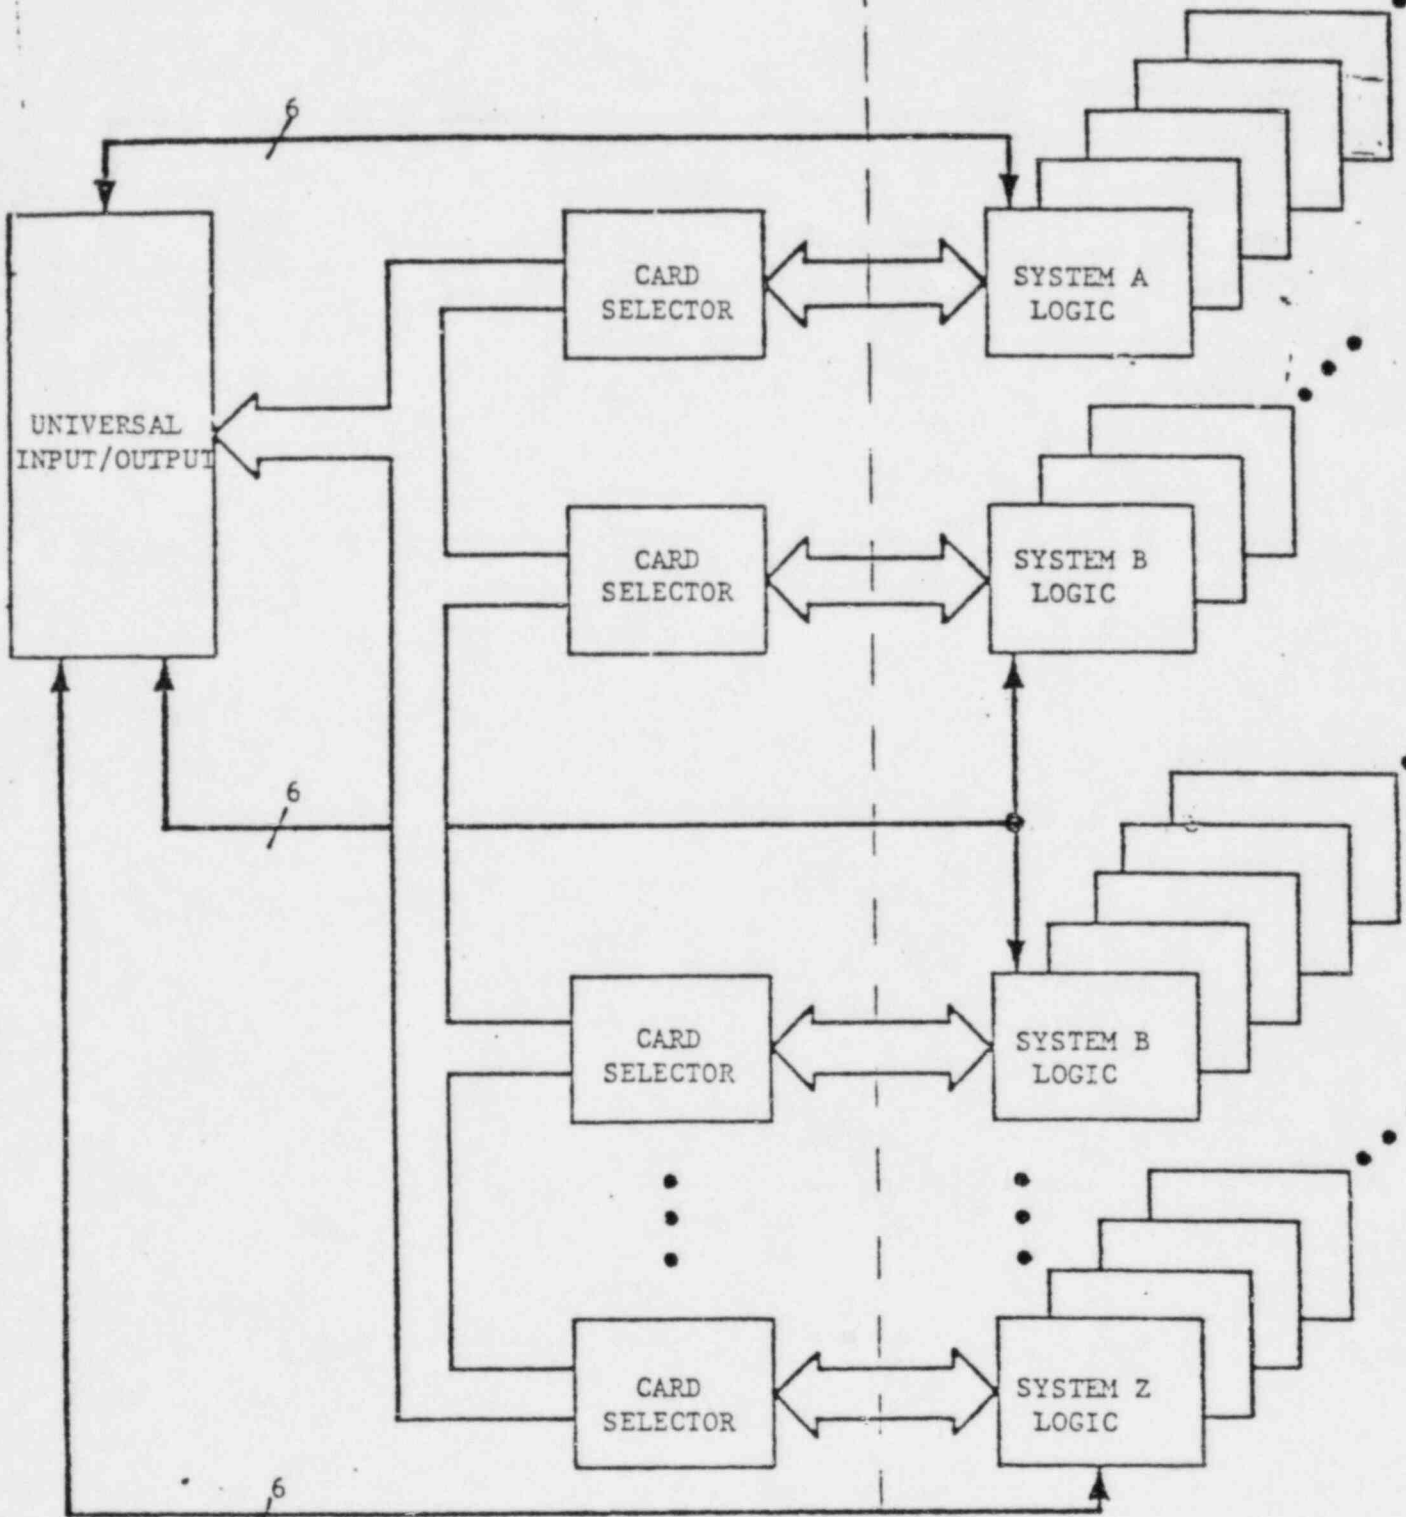 6
CARD
SELECTOR
SYSTEM A
LOGIC
UNIVERSAL
INPUT/OUTPUT
CARD
SELECTOR
SYSTEM B
LOGIC
6
CARD
SELECTOR
SYSTEM B
LOGIC
CARD
SELECTOR
SYSTEM Z
LOGIC
6